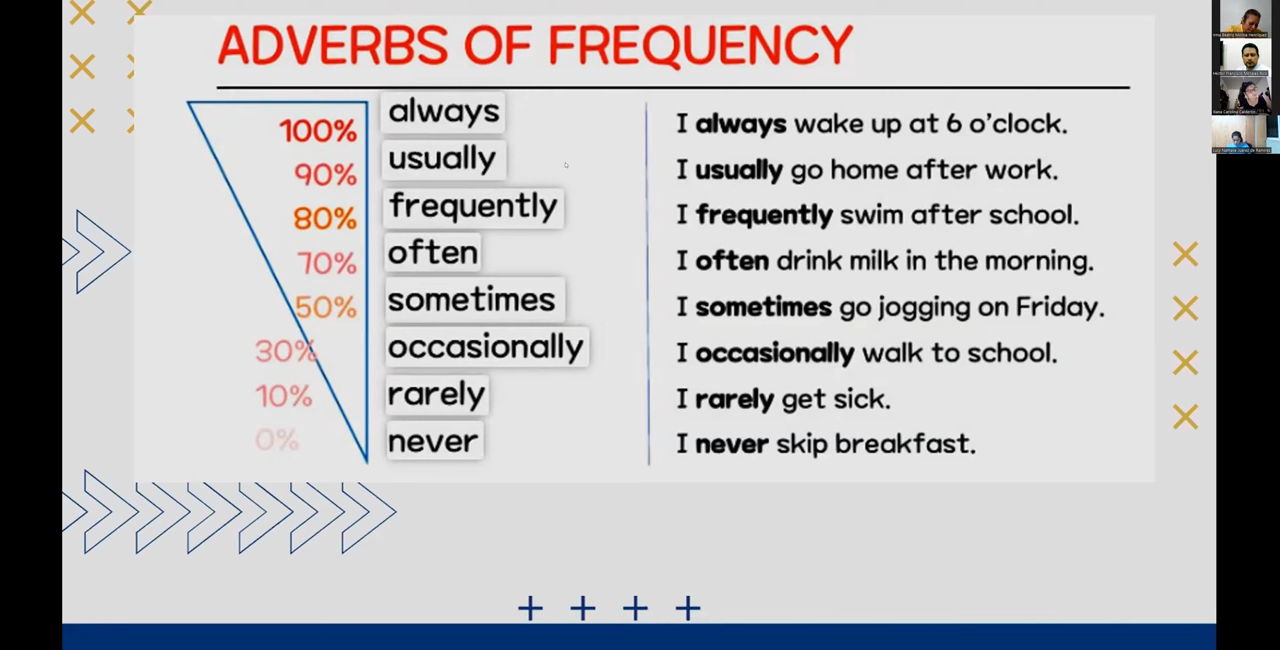 ADVERBS OF FREQUENCY
100% always I always wake up at 6 o'clock.
90% usually I usually go home after work.
80% frequently I frequently swim after school.
70% often I often drink milk in the morning.
50% sometimes I sometimes go jogging on Friday.
30% occasionally I occasionally walk to school.
10% rarely I rarely get sick.
0% never I never skip breakfast.